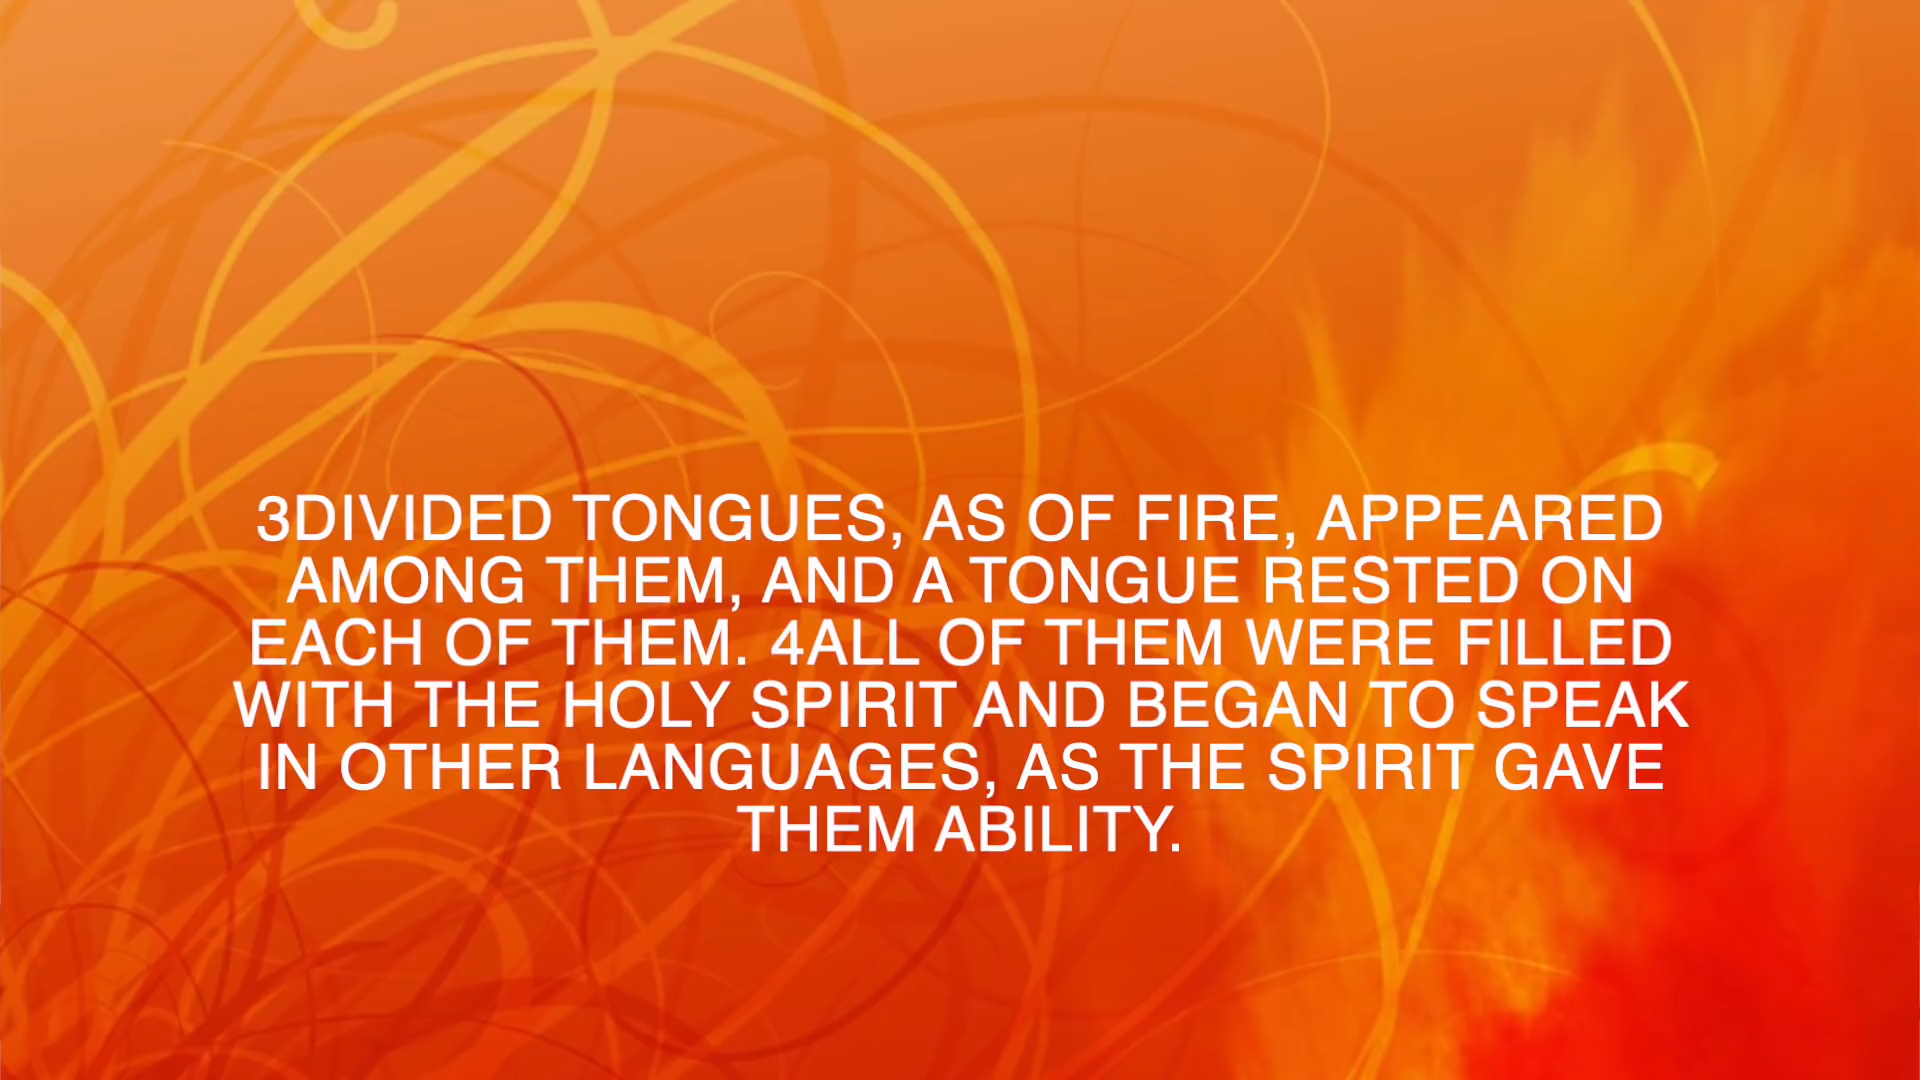 3DIVIDED TONGUES, AS OF FIRE, APPEARED
AMONG THEM, AND A TONGUE RESTED ON
EACH OF THEM. 4ALL OF THEM WERE FILLED
WITH THE HOLY SPIRIT AND BEGAN TO SPEAK
IN OTHER LANGUAGES, AS THE SPIRIT GAVE
THEM ABILITY.